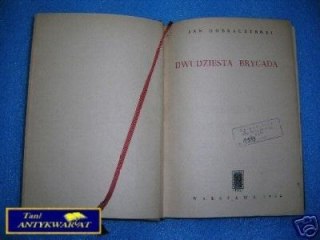 JAN DOBRACZYŃSKI
DWUDZIESTA BRYGADA
WARSZAWA
Tani
ANTYKWARIAT